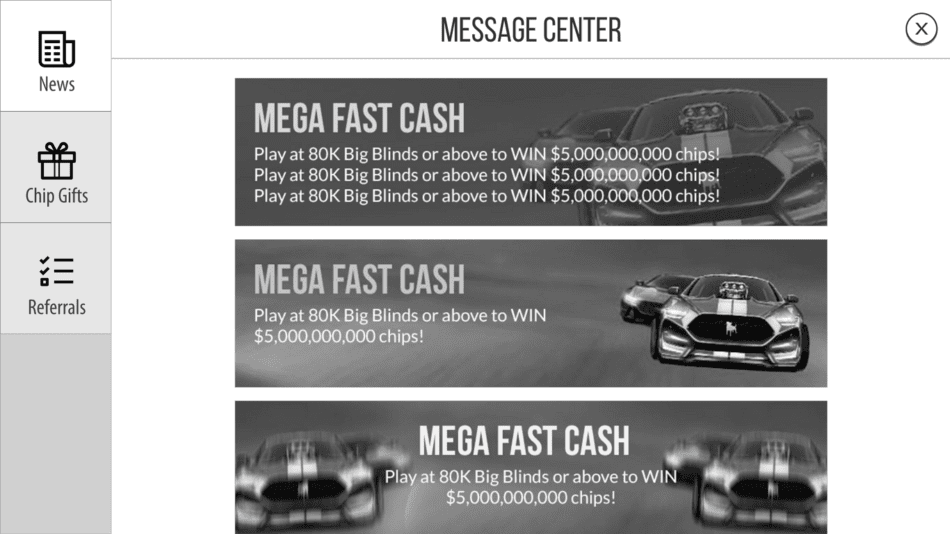 MESSAGE CENTER
News
Chip Gifts
Referrals
MEGA FAST CASH
Play at 80K Big Blinds or above to WIN $5,000,000,000 chips!
Play at 80K Big Blinds or above to WIN $5,000,000,000 chips!
Play at 80K Big Blinds or above to WIN $5,000,000,000 chips!
MEGA FAST CASH
Play at 80K Big Blinds or above to WIN
$5,000,000,000 chips!
MEGA FAST CASH
Play at 80K Big Blinds or above to WIN
$5,000,000,000 chips!